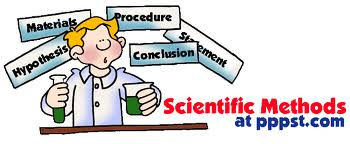 Materials
Procedure
Hypothesis
Conclusion
Statement
Scientific Methods
at pppst.com